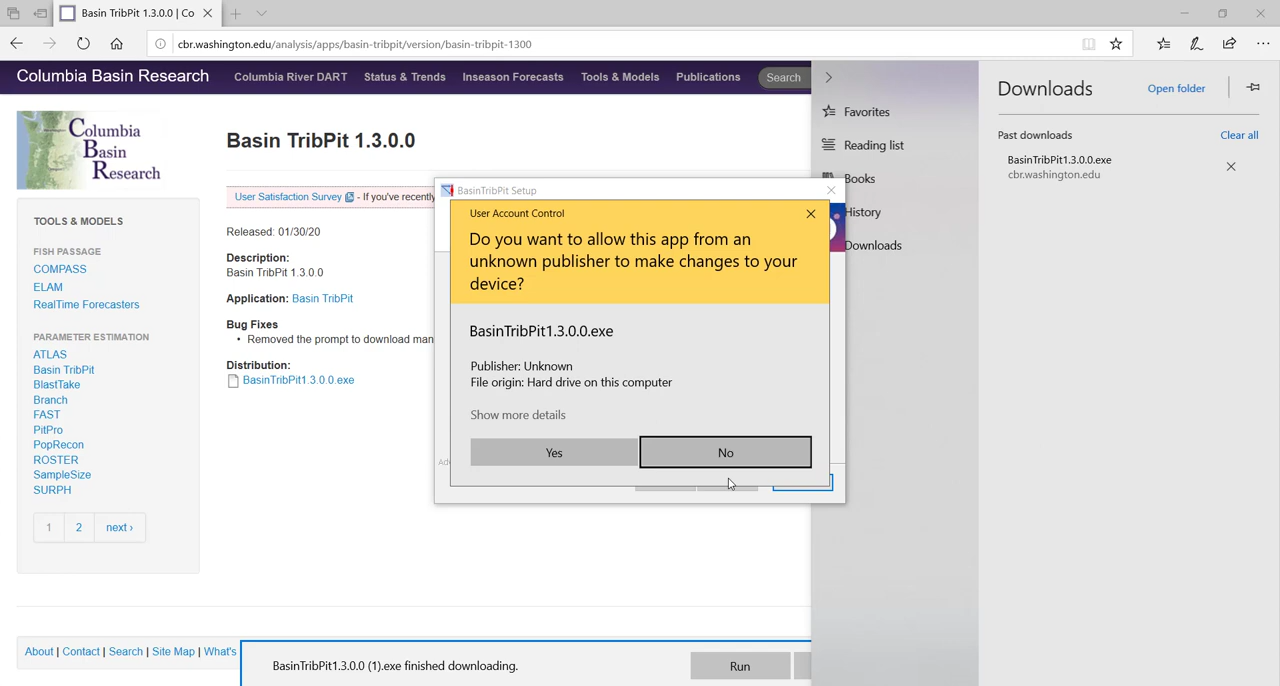 Basin TribPit 1.3.0.0 | Co
cbr.washington.edu/analysis/apps/basin-tribpit/version/basin-tribpit-1300
Columbia Basin Research
Columbia River DART
Status & Trends
Inseason Forecasts
Tools & Models
Publications
Search
Columbia
Basin
Research
TOOLS & MODELS
FISH PASSAGE
COMPASS
ELAM
RealTime Forecasters
PARAMETER ESTIMATION
ATLAS
Basin TribPit
BlastTake
Branch
FAST
PitPro
PopRecon
ROSTER
SampleSize
SURPH
1
2
next ›
Basin TribPit 1.3.0.0
User Satisfaction Survey - If you've recently
Released: 01/30/20
Description:
Basin TribPit 1.3.0.0
Application: Basin TribPit
Bug Fixes
• Removed the prompt to download man
Distribution:
BasinTribPit1.3.0.0.exe
BasinTribPit Setup
User Account Control
Do you want to allow this app from an
unknown publisher to make changes to your
device?
BasinTribPit1.3.0.0.exe
Publisher: Unknown
File origin: Hard drive on this computer
Show more details
Yes
No
Favorites
Reading list
Books
History
Downloads
Downloads
Open folder
Past downloads
Clear all
BasinTribPit1.3.0.0.exe
cbr.washington.edu
About | Contact | Search | Site Map | What's
BasinTribPit1.3.0.0 (1).exe finished downloading.
Run